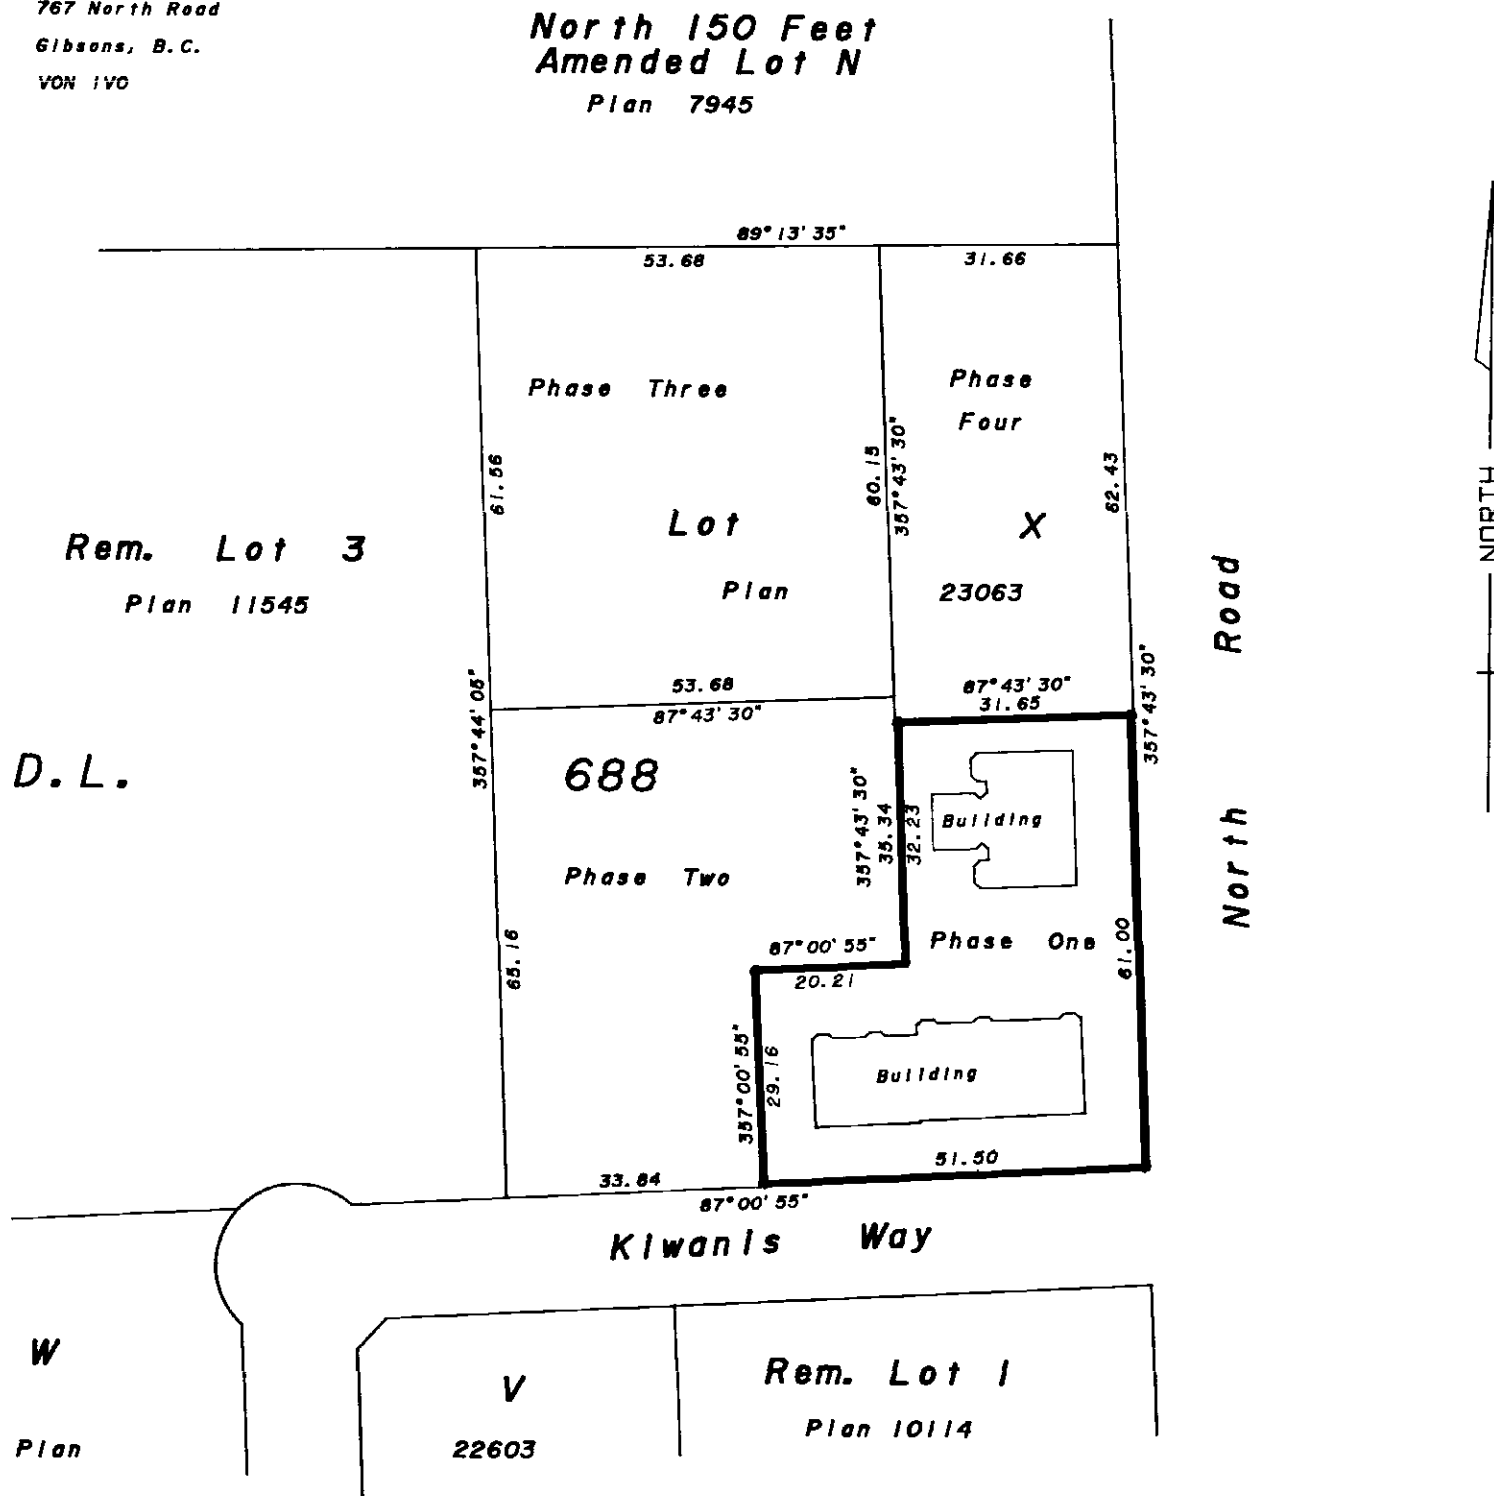 767 North Road
Gibsons, B.C.
VON 1VO
North 150 Feet
Amended Lot N
Plan 7945
89°13'35"
53.68
31.66
Phase Three
Phase
Four
61.56
60.15
357°43'30"
62.43
Lot X
Plan 23063
Rem. Lot 3
Plan 11545
NORTH
North Road
53.68
87°43'30"
87°43'30"
31.65
357°44'05"
357°43'30"
D.L. 688
357°43'30"
35.34
32.23
Building
Phase Two
Phase One
87°00'55"
20.21
65.16
61.00
357°00'55"
29.16
Building
51.50
33.84
87°00'55"
Kiwanis Way
W
V
Rem. Lot 1
Plan 10114
Plan 22603